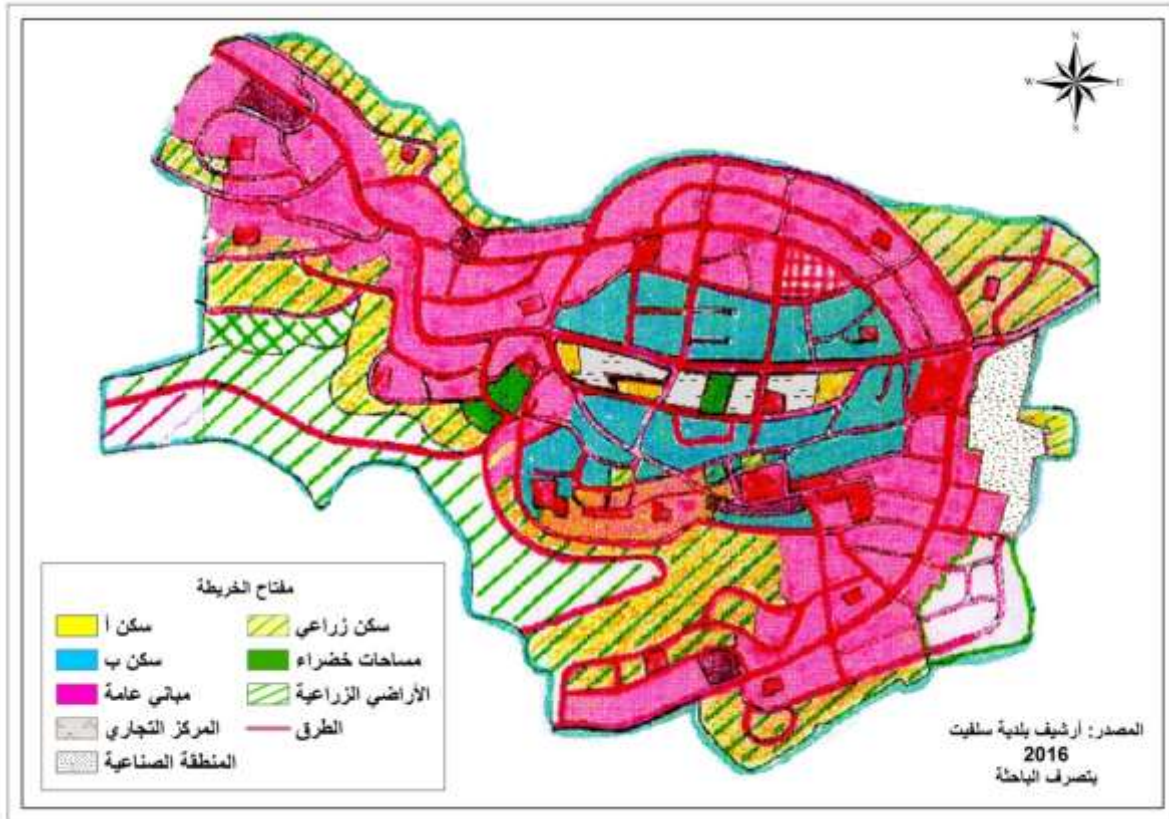 N
W E
S
مفتاح الخريطة
سكن أ
سكن زراعي
سكن ب
مساحات خضراء
مباني عامة
الأراضي الزراعية
المركز التجاري
الطرق
المنطقة الصناعية
المصدر: أرشيف بلدية سلفيت
2016
بتصرف الباحثة